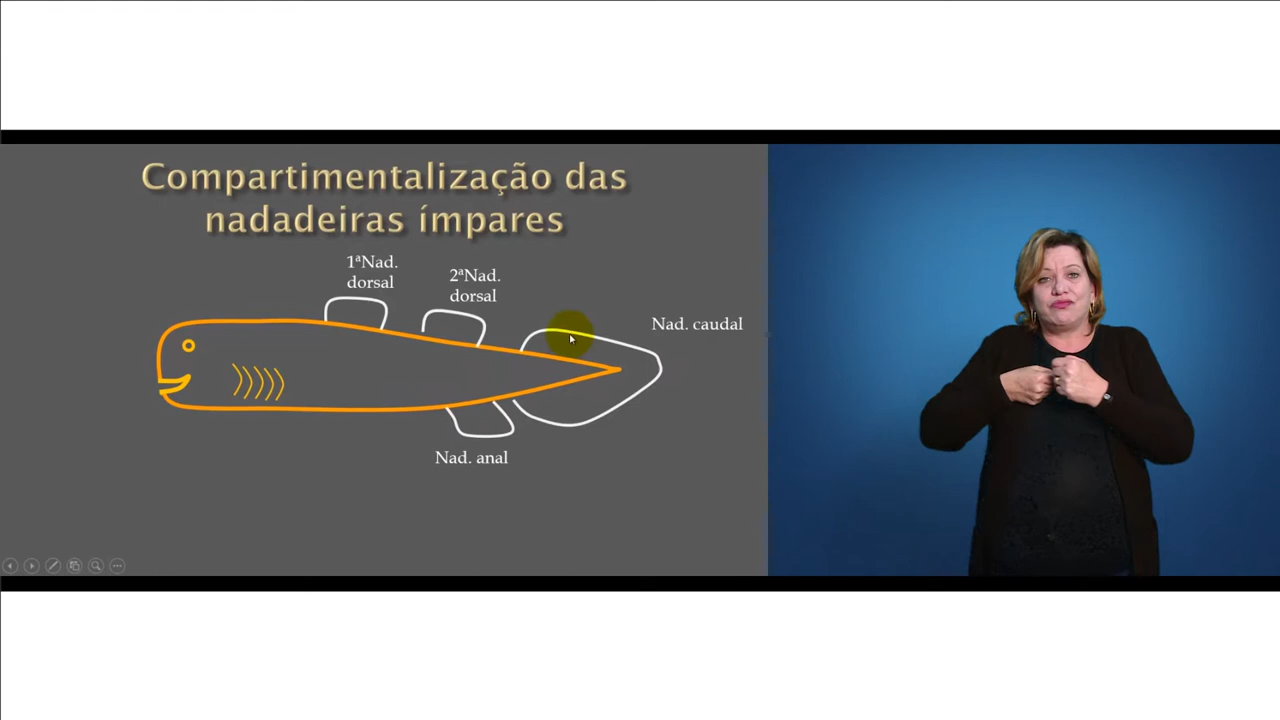 Compartimentalização das
nadadeiras ímpares
1ªNad.
dorsal
2ªNad.
dorsal
Nad. caudal
Nad. anal